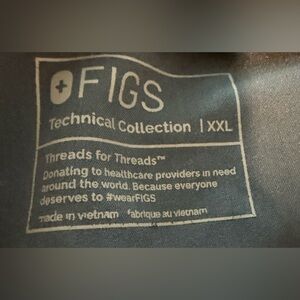 FIGS
Technical Collection | XXL
Threads for Threads™
Donating to healthcare providers in need
around the world. Because everyone
deserves to #wearFIGS
made in vietnam fabrique au vietnam